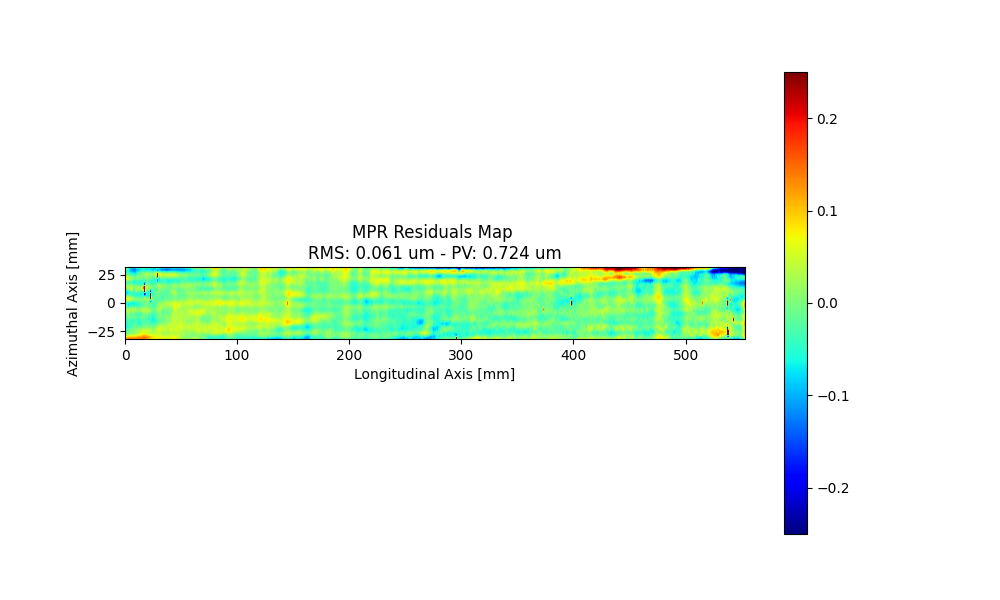 MPR Residuals Map
RMS: 0.061 um - PV: 0.724 um
Azimuthal Axis [mm]
25
0
−25
0 100 200 300 400 500
Longitudinal Axis [mm]
0.2
0.1
0.0
−0.1
−0.2